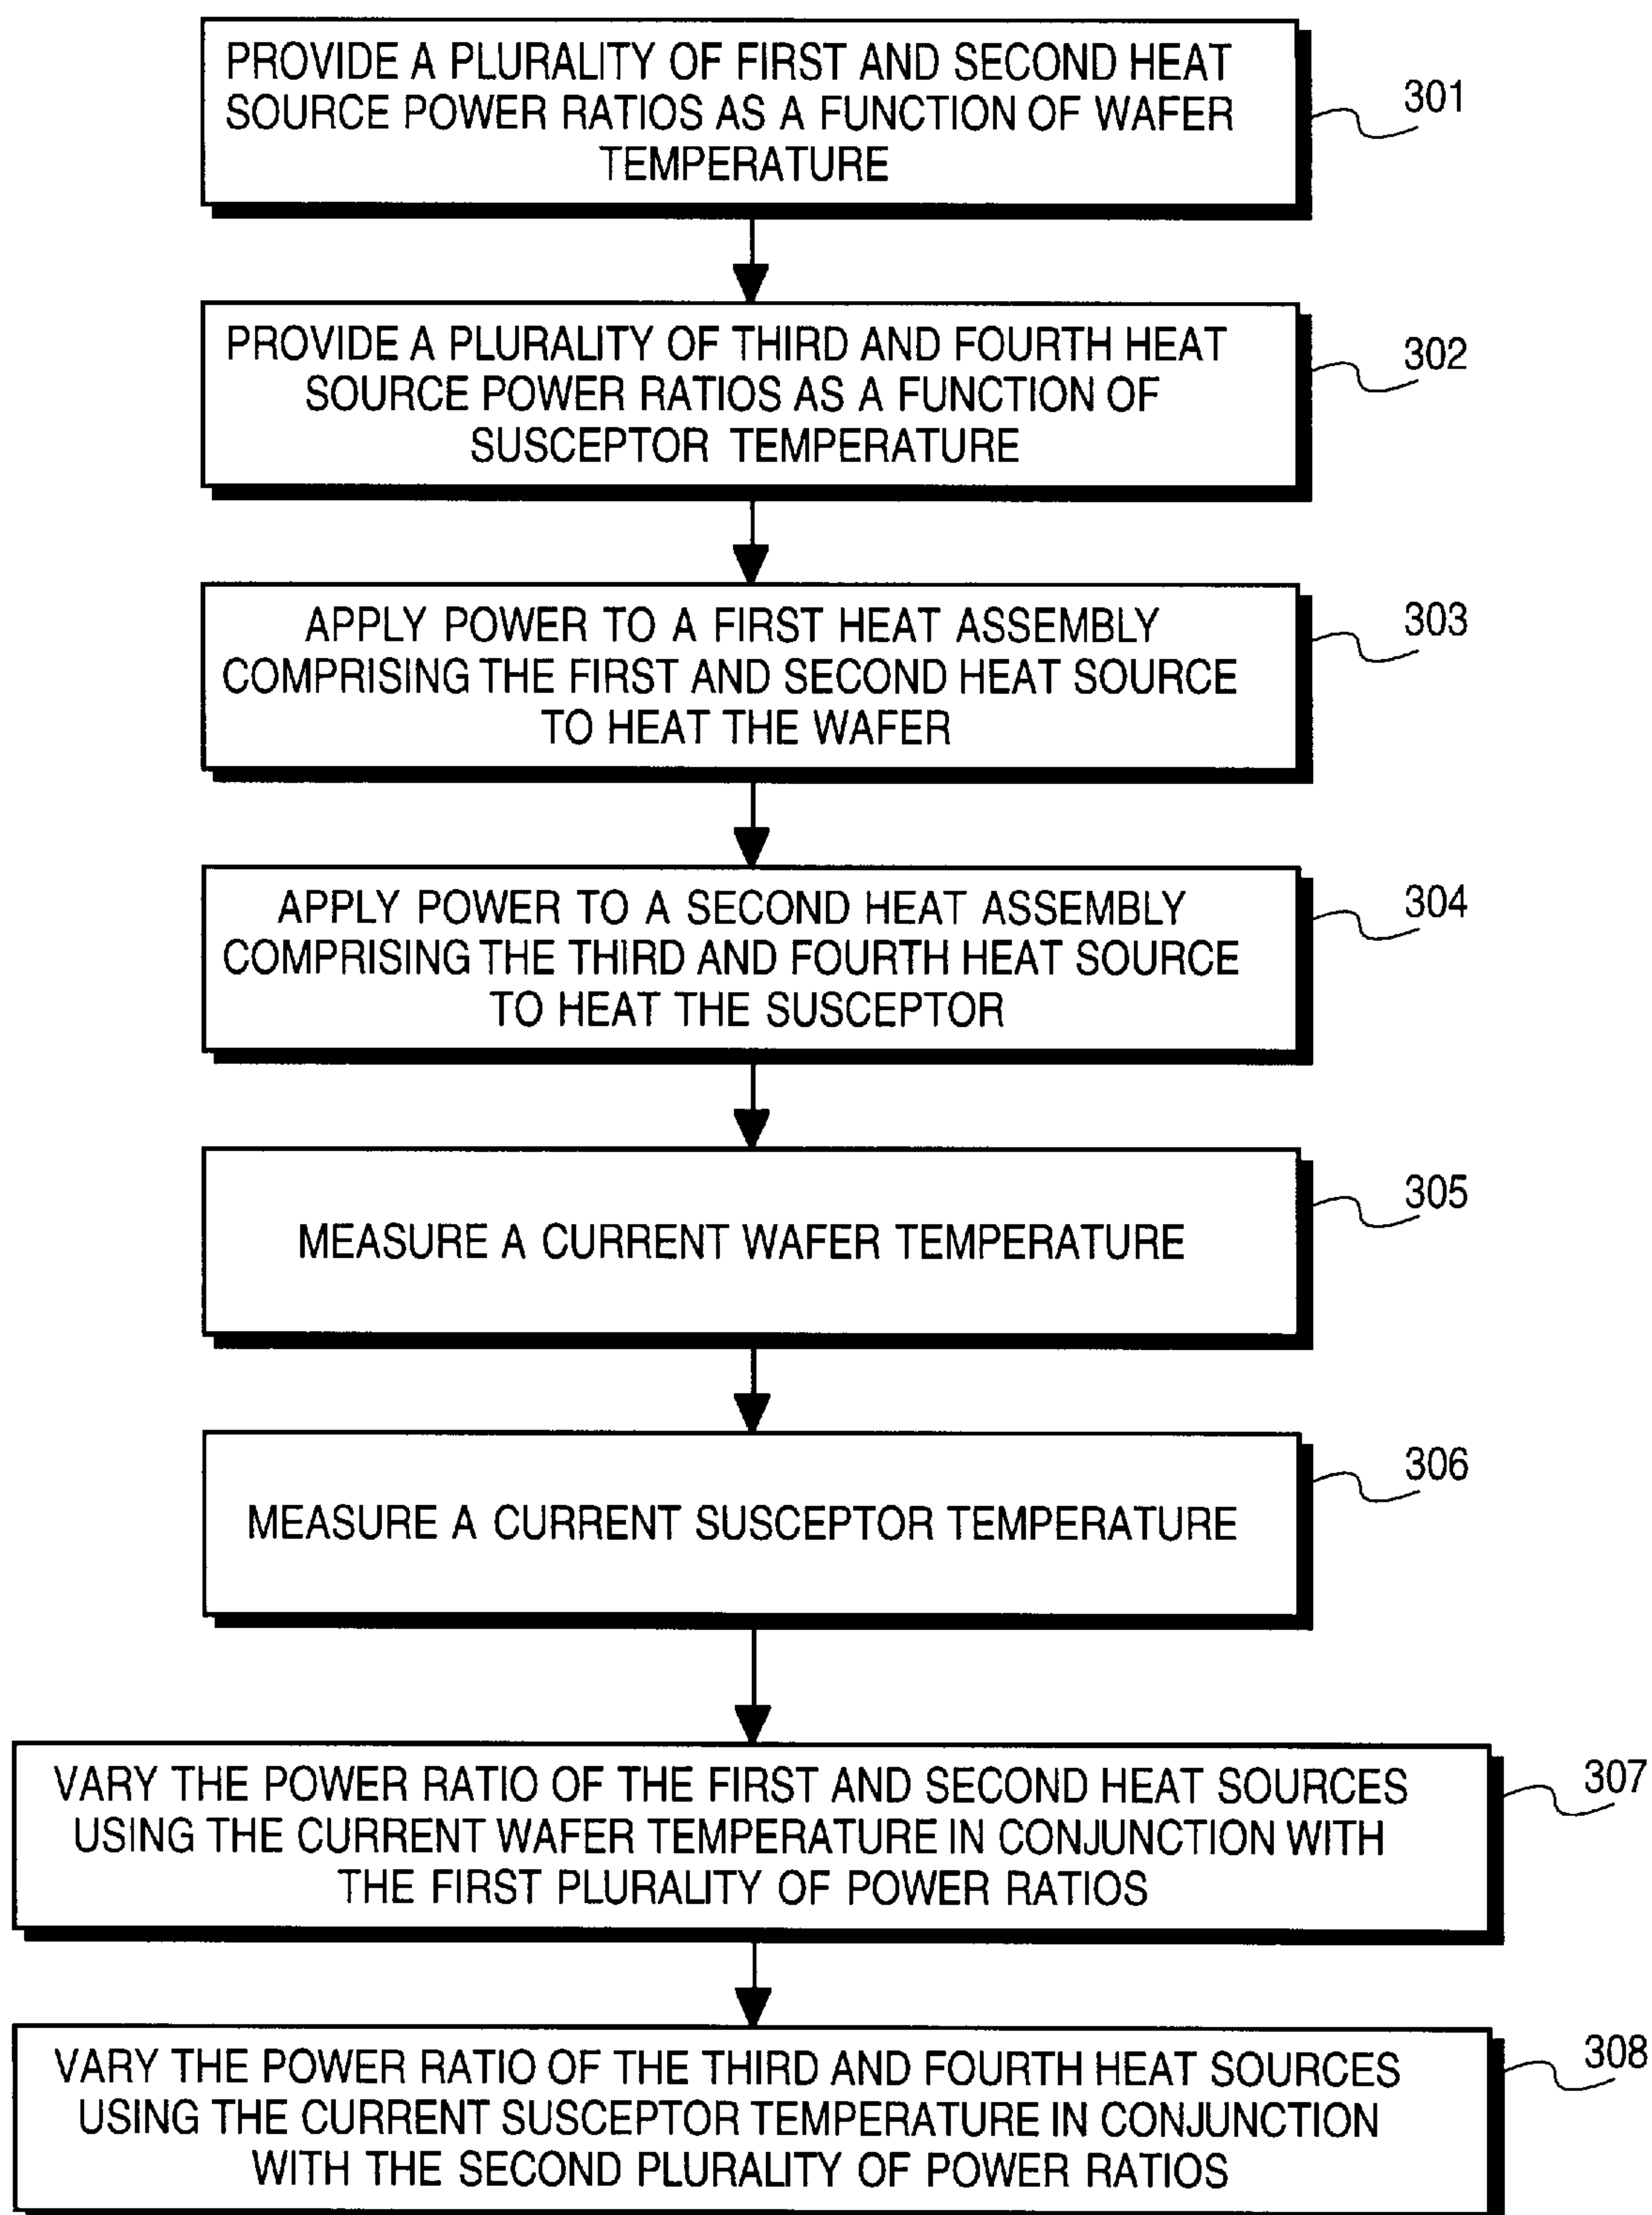 PROVIDE A PLURALITY OF FIRST AND SECOND HEAT
SOURCE POWER RATIOS AS A FUNCTION OF WAFER
TEMPERATURE
301
PROVIDE A PLURALITY OF THIRD AND FOURTH HEAT
SOURCE POWER RATIOS AS A FUNCTION OF
SUSCEPTOR TEMPERATURE
302
APPLY POWER TO A FIRST HEAT ASSEMBLY
COMPRISING THE FIRST AND SECOND HEAT SOURCE
TO HEAT THE WAFER
303
APPLY POWER TO A SECOND HEAT ASSEMBLY
COMPRISING THE THIRD AND FOURTH HEAT SOURCE
TO HEAT THE SUSCEPTOR
304
MEASURE A CURRENT WAFER TEMPERATURE
305
MEASURE A CURRENT SUSCEPTOR TEMPERATURE
306
VARY THE POWER RATIO OF THE FIRST AND SECOND HEAT SOURCES
USING THE CURRENT WAFER TEMPERATURE IN CONJUNCTION WITH
THE FIRST PLURALITY OF POWER RATIOS
307
VARY THE POWER RATIO OF THE THIRD AND FOURTH HEAT SOURCES
USING THE CURRENT SUSCEPTOR TEMPERATURE IN CONJUNCTION
WITH THE SECOND PLURALITY OF POWER RATIOS
308